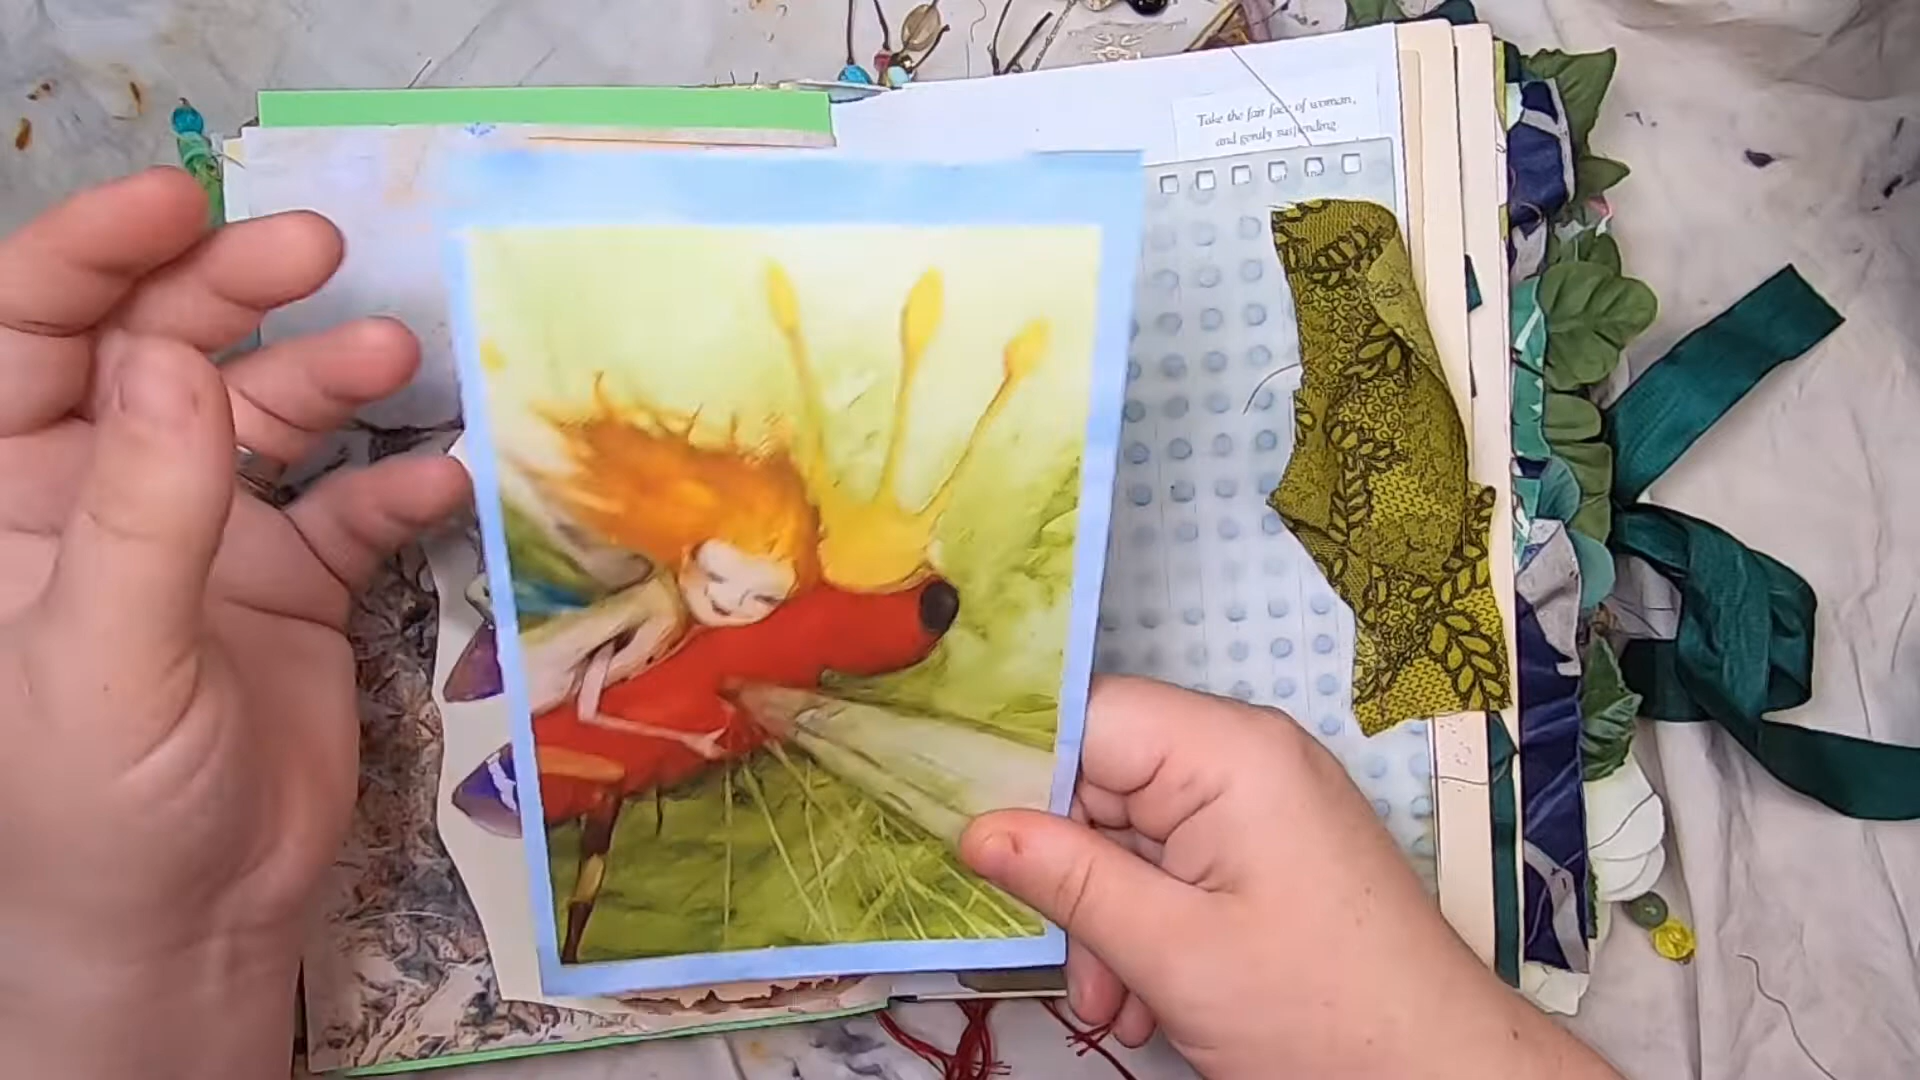 Take the fair face of woman,
and gently suspending